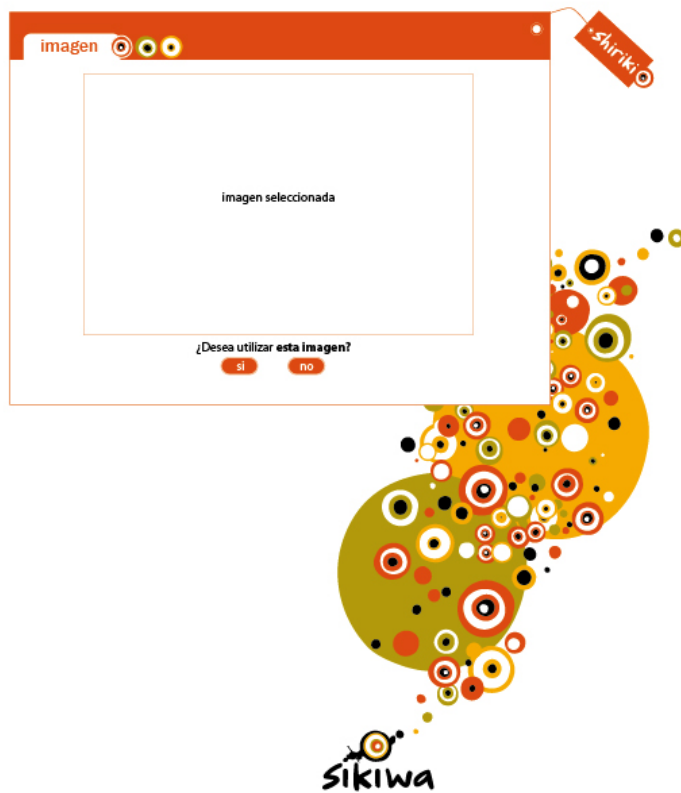 imagen
shiriki
imagen seleccionada
¿Desea utilizar esta imagen?
si no
sikiwa